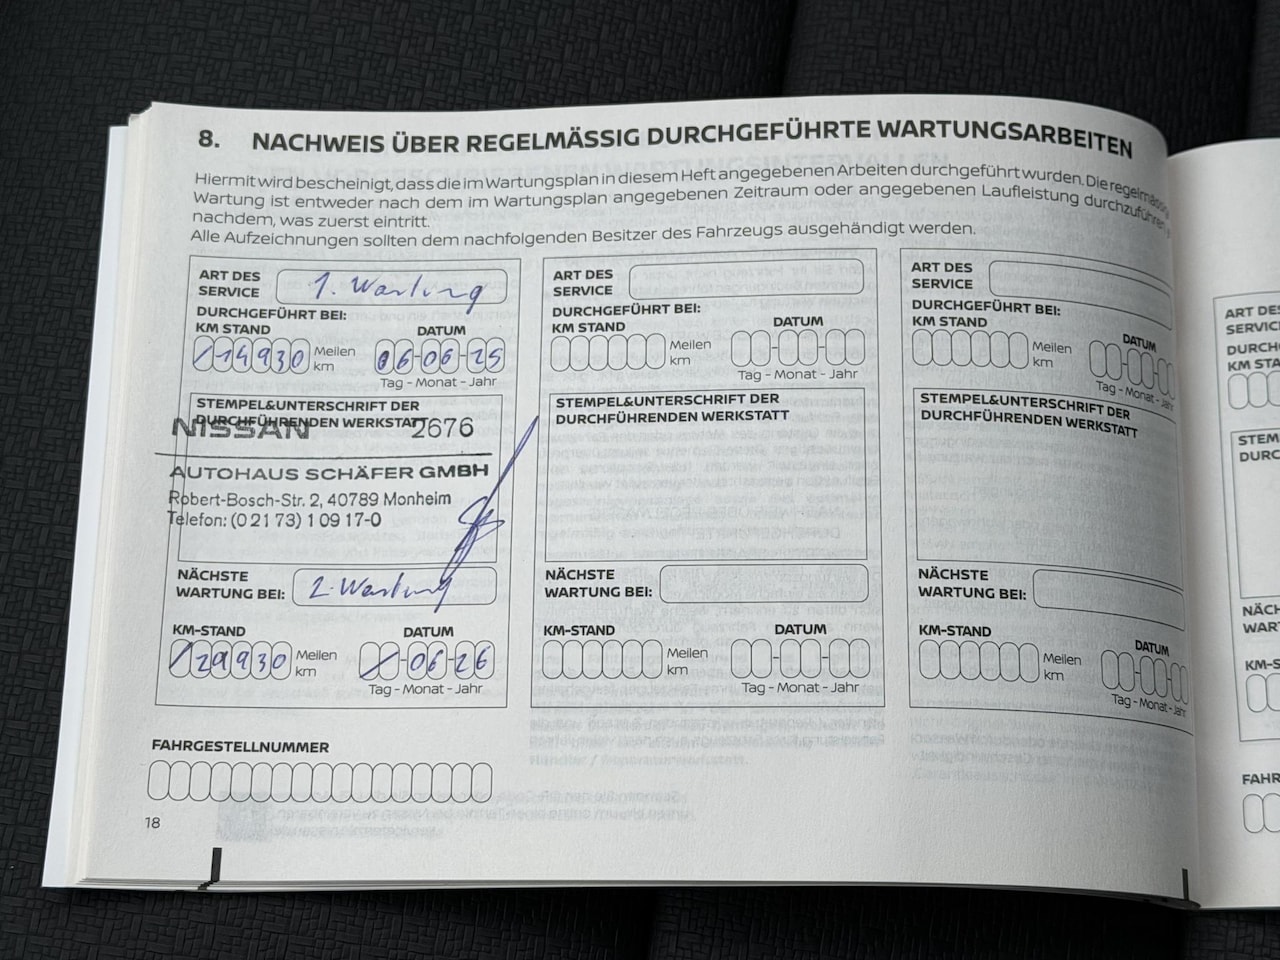 8. NACHWEIS ÜBER REGELMÄSSIG DURCHGEFÜHRTE WARTUNGSARBEITEN
Hiermit wird bescheinigt, dass die im Wartungsplan in diesem Heft angegebenen Arbeiten durchgeführt wurden. Die regelmässige
Wartung ist entweder nach dem im Wartungsplan angegebenen Zeitraum oder angegebenen Laufleistung durchzuführen,
nachdem, was zuerst eintritt.
Alle Aufzeichnungen sollten dem nachfolgenden Besitzer des Fahrzeugs ausgehändigt werden.
ART DES
SERVICE
1. Wartung
DURCHGEFÜHRT BEI:
KM STAND
DATUM
/14930
Meilen
km
06-06-25
Tag - Monat - Jahr
STEMPEL&UNTERSCHRIFT DER
DURCHFÜHRENDEN WERKSTATT
NISSAN 2676
AUTOHAUS SCHÄFER GMBH
Robert-Bosch-Str. 2, 40789 Monheim
Telefon: (0 21 73) 1 09 17-0
NÄCHSTE
WARTUNG BEI:
2. Wartung
KM-STAND
DATUM
/29930
Meilen
km
/-06-26
Tag - Monat - Jahr
FAHRGESTELLNUMMER
18
ART DES
SERVICE
DURCHGEFÜHRT BEI:
KM STAND
DATUM
Meilen
km
Tag - Monat - Jahr
STEMPEL&UNTERSCHRIFT DER
DURCHFÜHRENDEN WERKSTATT
NÄCHSTE
WARTUNG BEI:
KM-STAND
DATUM
Meilen
km
Tag - Monat - Jahr
ART DES
SERVICE
DURCHGEFÜHRT BEI:
KM STAND
DATUM
Meilen
km
Tag - Monat - Jahr
STEMPEL&UNTERSCHRIFT DER
DURCHFÜHRENDEN WERKSTATT
NÄCHSTE
WARTUNG BEI:
KM-STAND
DATUM
Meilen
km
Tag - Monat - Jahr
ART DES
KM STA